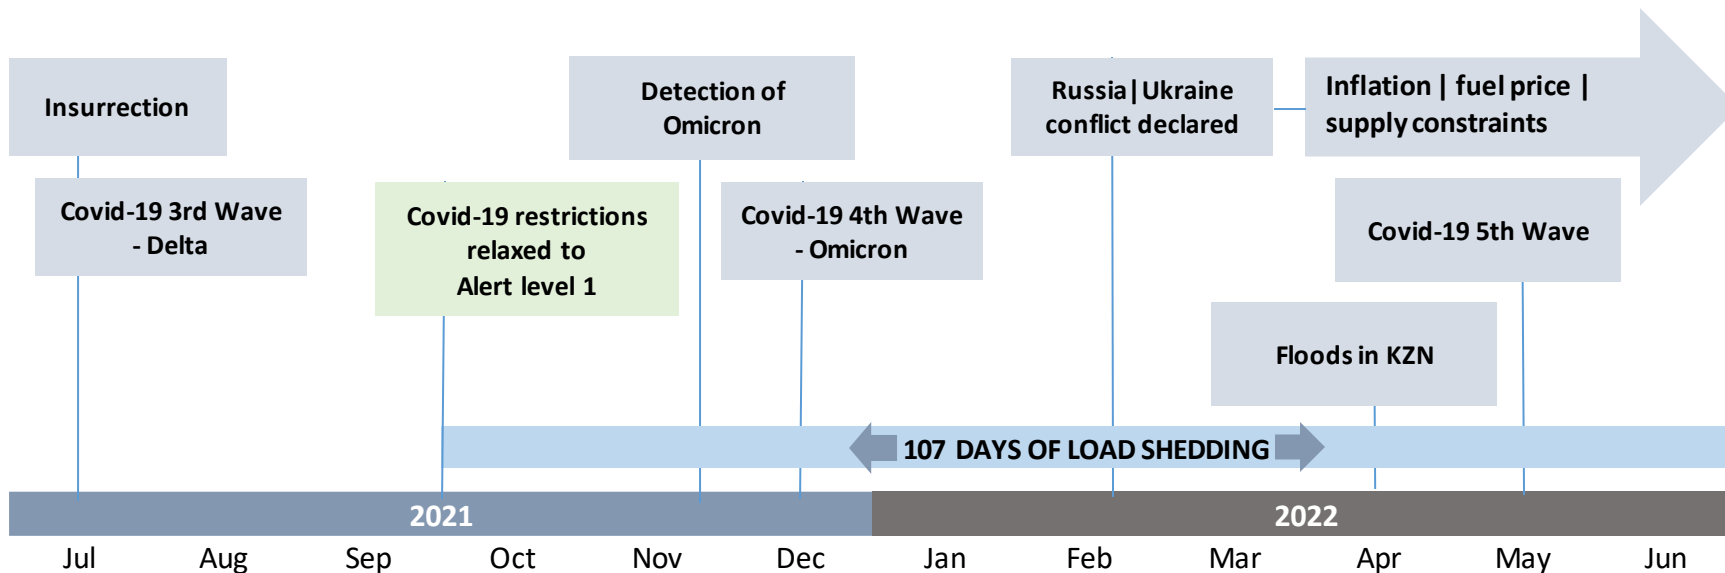 Insurrection
Detection of
Omicron
Russia|Ukraine
conflict declared
Inflation | fuel price |
supply constraints
Covid-19 3rd Wave
- Delta
Covid-19 restrictions
relaxed to
Alert level 1
Covid-19 4th Wave
- Omicron
Covid-19 5th Wave
Floods in KZN
107 DAYS OF LOAD SHEDDING
2021 2022
Jul Aug Sep Oct Nov Dec Jan Feb Mar Apr May Jun